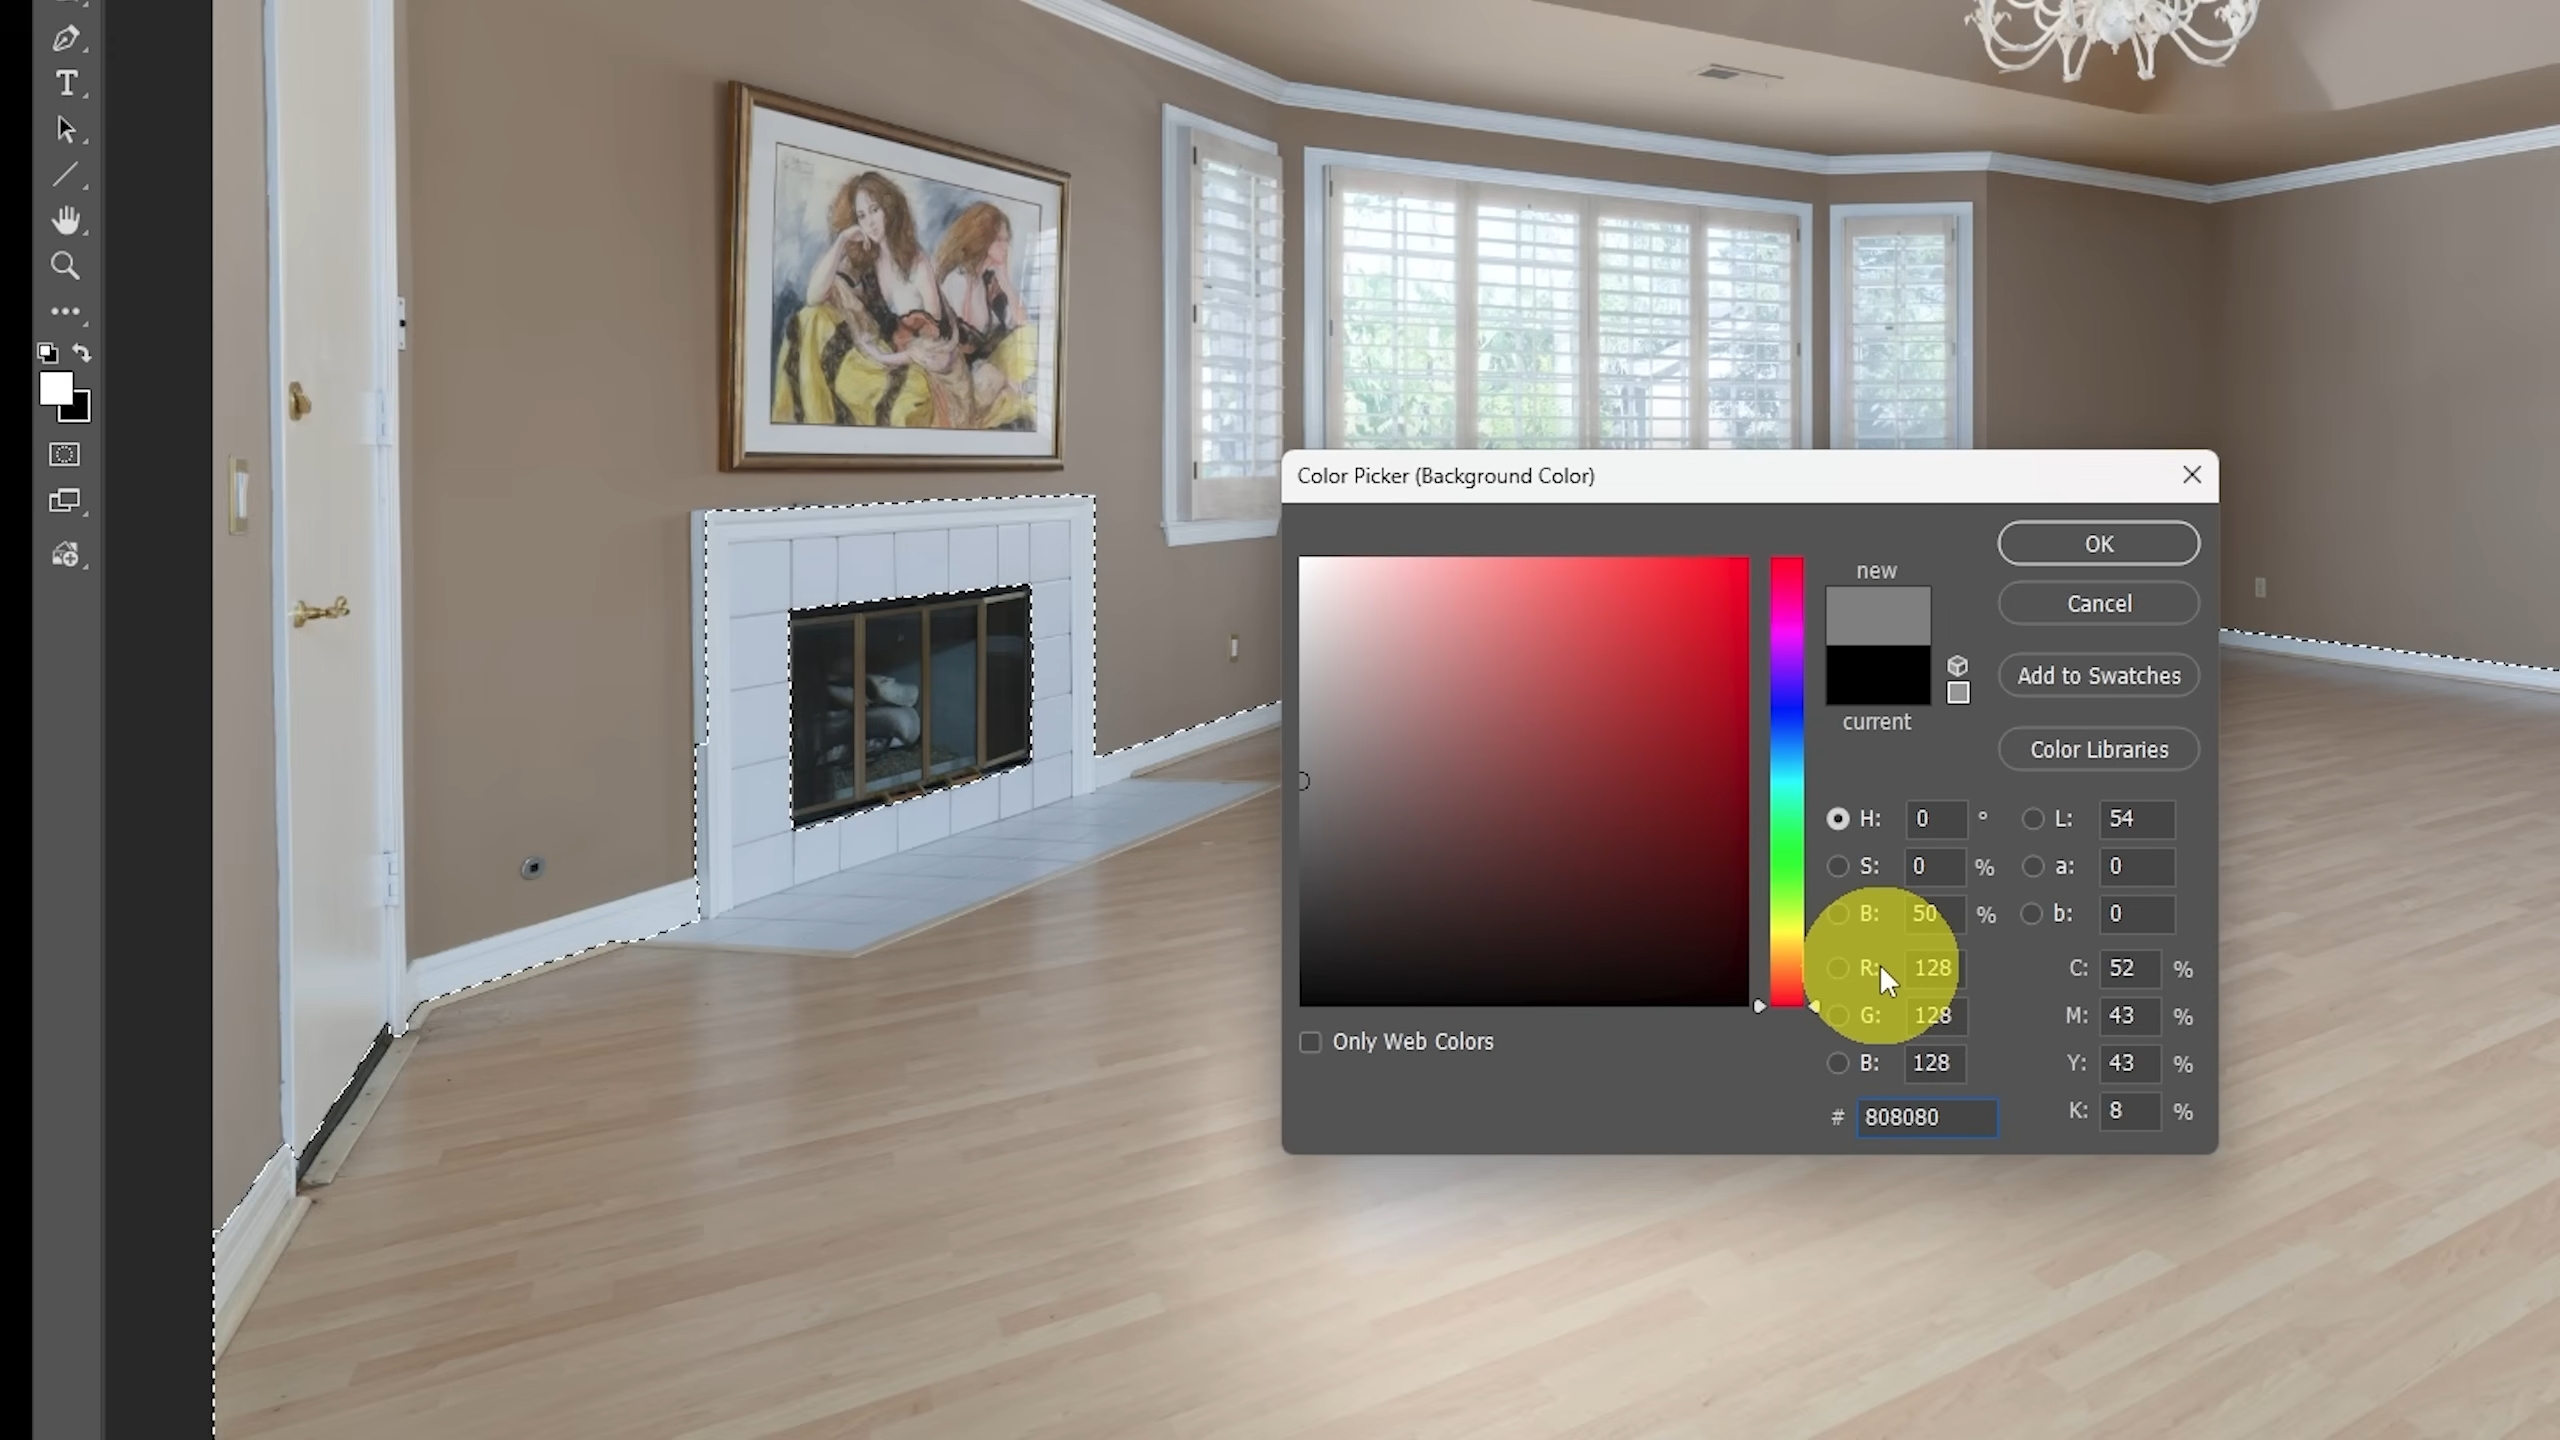 T
Color Picker (Background Color)
OK
new
Cancel
Add to Swatches
current
Color Libraries
H: 0 °
L: 54
S: 0 %
a: 0
B: 50 %
b: 0
R: 128
C: 52 %
G: 128
M: 43 %
Only Web Colors
B: 128
Y: 43 %
# 808080
K: 8 %